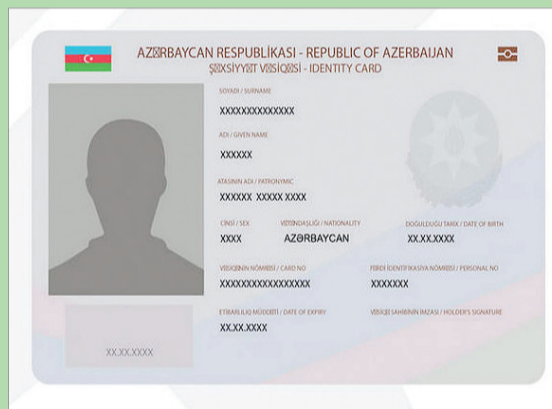 AZƏRBAYCAN RESPUBLİKASI - REPUBLIC OF AZERBAIJAN
ŞƏXSİYYƏT VƏSİQƏSİ - IDENTITY CARD
SOYADI / SURNAME
XXXXXXXXXXXXXX
ADI / GIVEN NAME
XXXXXX
ATASININ ADI / PATRONYMIC
XXXXXX XXXXX XXXX
CİNSİ / SEX VƏTƏNDAŞLIĞI / NATIONALITY DOĞULDUĞU TARİX / DATE OF BIRTH
XXXX AZƏRBAYCAN XX.XX.XXXX
VƏSİQƏNİN NÖMRƏSİ / CARD NO FƏRDİ İDENTİFİKASİYA NÖMRƏSİ / PERSONAL NO
XXXXXXXXXXXXXXXXX XXXXXXX
ETİBARLILIQ MÜDDƏTİ / DATE OF EXPIRY VƏSİQƏ SAHİBİNİN İMZASI / HOLDER'S SIGNATURE
XX.XX.XXXX
XX.XX.XXXX